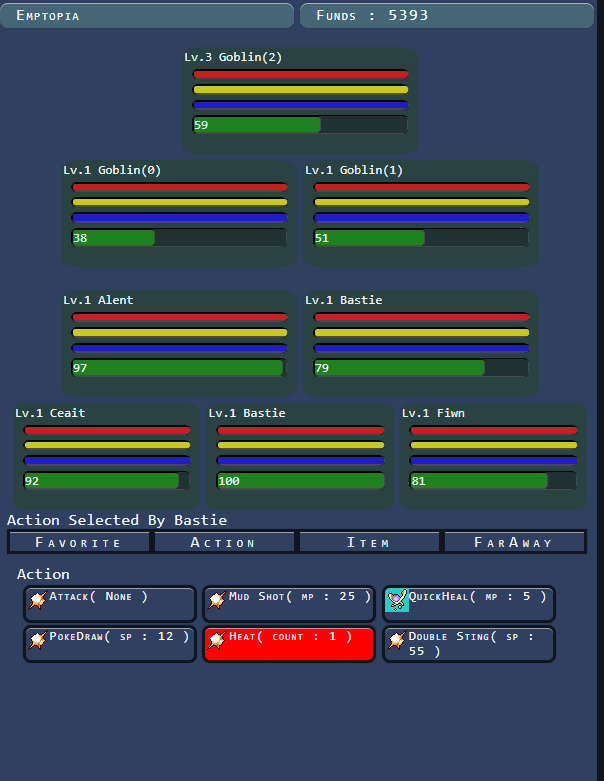 Emptopia Funds : 5393
Lv.3 Goblin(2)
59
Lv.1 Goblin(0) Lv.1 Goblin(1)
38 51
Lv.1 Alent Lv.1 Bastie
97 79
Lv.1 Ceait Lv.1 Bastie Lv.1 Fiwn
92 100 81
Action Selected By Bastie
Favorite Action Item FarAway
Action
Attack( None ) Mud Shot( mp : 25 ) QuickHeal( mp : 5 )
PokeDraw( sp : 12 ) Heat( count : 1 ) Double Sting( sp :
55 )